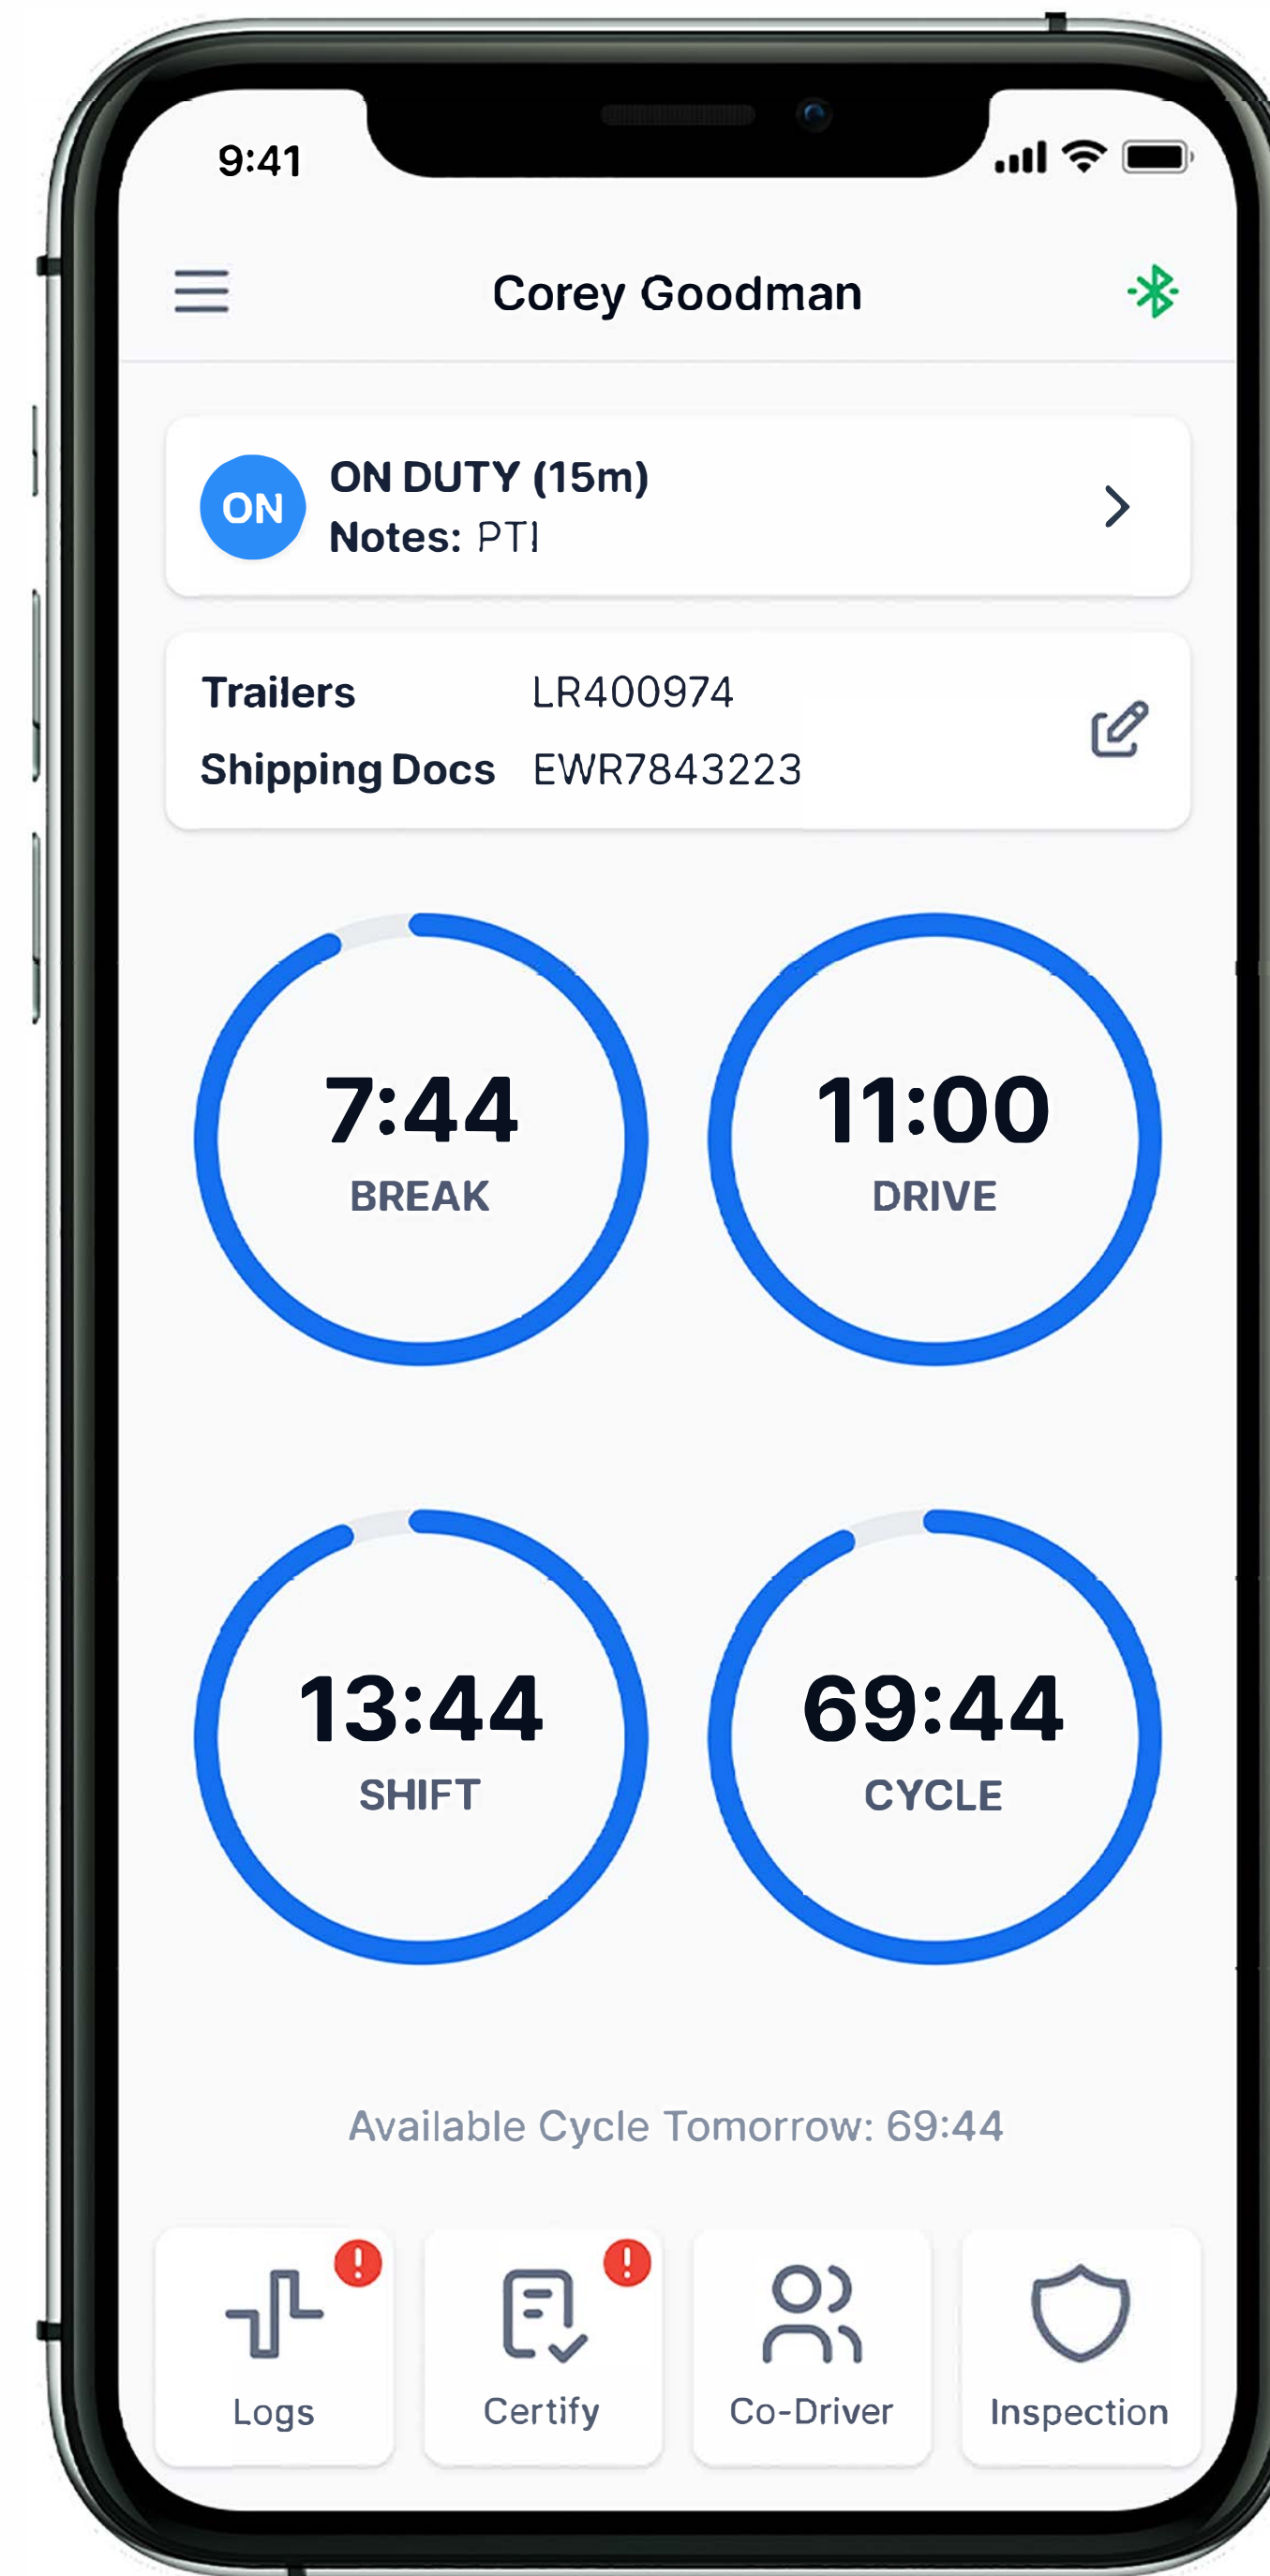 9:41
Corey Goodman
ON
ON DUTY (15m)
Notes: PTI
Trailers LR400974
Shipping Docs EWR7843223
7:44
BREAK
11:00
DRIVE
13:44
SHIFT
69:44
CYCLE
Available Cycle Tomorrow: 69:44
Logs
Certify
Co-Driver
Inspection